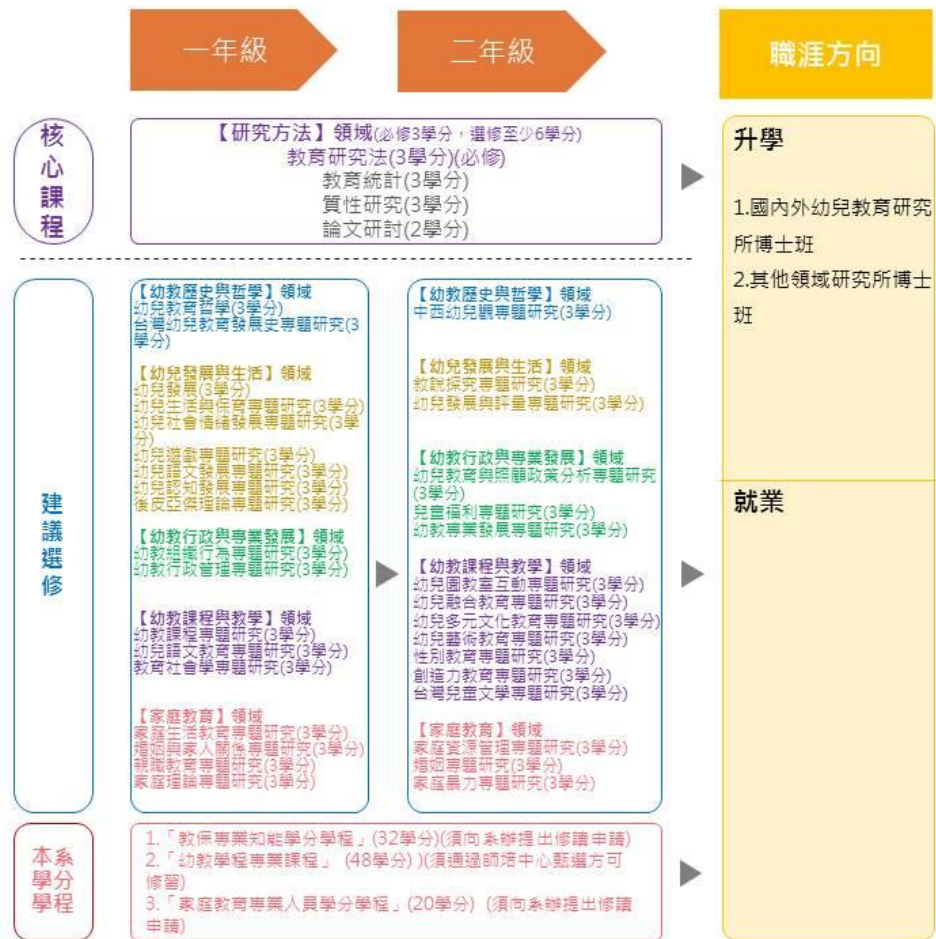 一年級
二年級
職涯方向
核
心
課
程
【研究方法】領域(必修3學分，選修至少6學分)
教育研究法(3學分)(必修)
教育統計(3學分)
質性研究(3學分)
論文研討(2學分)
升學
1.國內外幼兒教育研究
所博士班
2.其他領域研究所博士
班
建
議
選
修
【幼教歷史與哲學】領域
幼兒教育哲學(3學分)
台灣幼兒教育發展史專題研究(3
學分)
【幼兒發展與生活】領域
幼兒發展(3學分)
幼兒生活與保育專題研究(3學分)
幼兒社會情緒發展專題研究(3學
分)
幼兒遊戲專題研究(3學分)
幼兒語文發展專題研究(3學分)
幼兒認知發展專題研究(3學分)
後皮亞傑理論專題研究(3學分)
【幼教行政與專業發展】領域
幼教組織行為專題研究(3學分)
幼教行政管理專題研究(3學分)
【幼教課程與教學】領域
幼教課程專題研究(3學分)
幼兒語文教育專題研究(3學分)
教育社會學專題研究(3學分)
【家庭教育】領域
家庭生活教育專題研究(3學分)
婚姻與家人關係專題研究(3學分)
親職教育專題研究(3學分)
家庭理論專題研究(3學分)
【幼教歷史與哲學】領域
中西幼兒觀專題研究(3學分)
【幼兒發展與生活】領域
敘說探究專題研究(3學分)
幼兒發展與評量專題研究(3學分)
【幼教行政與專業發展】領域
幼兒教育與照顧政策分析專題研究
(3學分)
兒童福利專題研究(3學分)
幼教專業發展專題研究(3學分)
【幼教課程與教學】領域
幼兒園教室互動專題研究(3學分)
幼兒融合教育專題研究(3學分)
幼兒多元文化教育專題研究(3學分)
幼兒藝術教育專題研究(3學分)
性別教育專題研究(3學分)
創造力教育專題研究(3學分)
台灣兒童文學專題研究(3學分)
【家庭教育】領域
家庭資源管理專題研究(3學分)
婚姻專題研究(3學分)
家庭暴力專題研究(3學分)
就業
本系
學分
學程
1.「教保專業知能學分學程」(32學分)(須向系辦提出修讀申請)
2.「幼教學程專業課程」 (48學分) )(須通過師培中心甄選方可
修習)
3.「家庭教育專業人員學分學程」(20學分) (須向系辦提出修讀
申請)